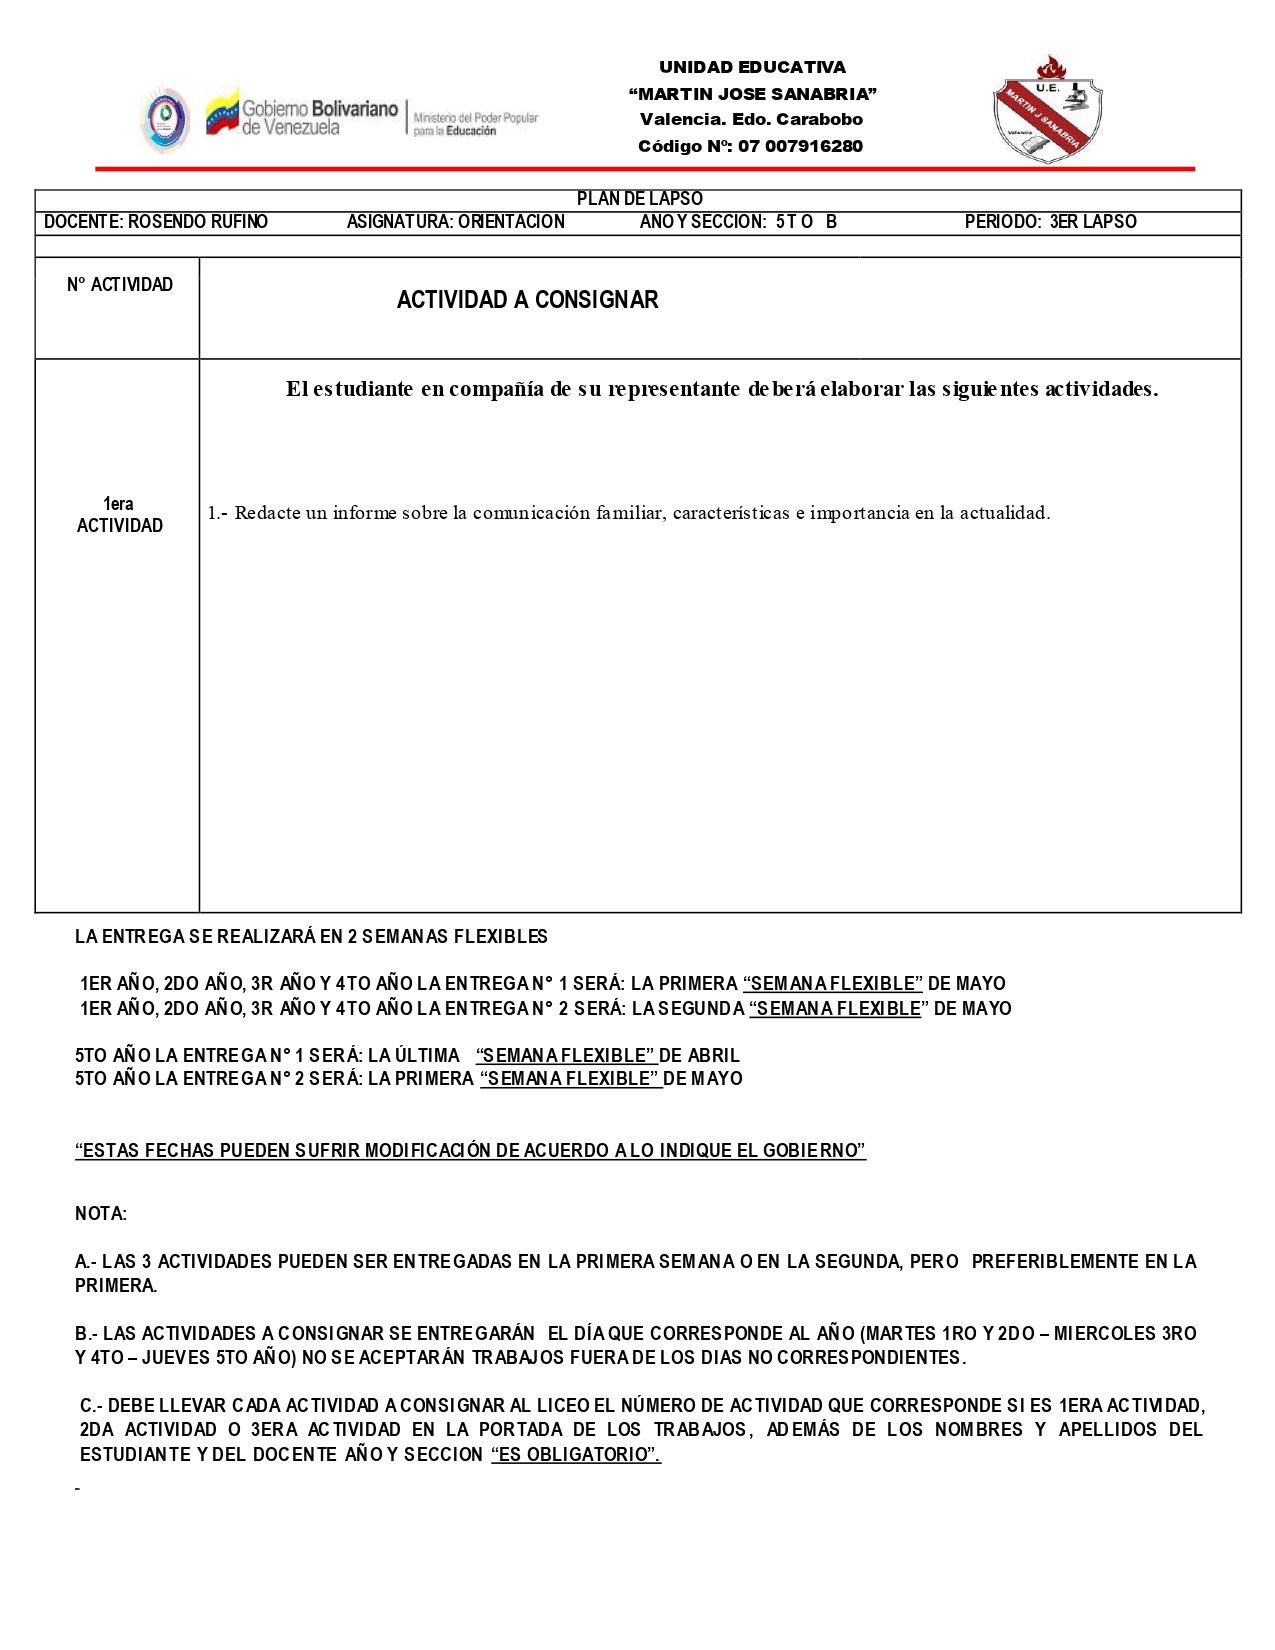 UNIDAD EDUCATIVA
“MARTIN JOSE SANABRIA”
Valencia. Edo. Carabobo
Código Nº: 07 007916280
Gobierno Bolivariano de Venezuela
Ministerio del Poder Popular para la Educación
U.E.
MARTIN J SANABRIA
Valencia
PLAN DE LAPSO
DOCENTE: ROSENDO RUFINO ASIGNATURA: ORIENTACION ANO Y SECCION: 5TO B PERIODO: 3ER LAPSO
Nº ACTIVIDAD
ACTIVIDAD A CONSIGNAR
El estudiante en compañía de su representante deberá elaborar las siguientes actividades.
1era
ACTIVIDAD
1.- Redacte un informe sobre la comunicación familiar, características e importancia en la actualidad.
LA ENTREGA SE REALIZARÁ EN 2 SEMANAS FLEXIBLES
1ER AÑO, 2DO AÑO, 3R AÑO Y 4TO AÑO LA ENTREGA N° 1 SERÁ: LA PRIMERA “SEMANA FLEXIBLE” DE MAYO
1ER AÑO, 2DO AÑO, 3R AÑO Y 4TO AÑO LA ENTREGA N° 2 SERÁ: LA SEGUNDA “SEMANA FLEXIBLE” DE MAYO
5TO AÑO LA ENTREGA N° 1 SERÁ: LA ÚLTIMA “SEMANA FLEXIBLE” DE ABRIL
5TO AÑO LA ENTREGA N° 2 SERÁ: LA PRIMERA “SEMANA FLEXIBLE” DE MAYO
“ESTAS FECHAS PUEDEN SUFRIR MODIFICACIÓN DE ACUERDO A LO INDIQUE EL GOBIERNO”
NOTA:
A.- LAS 3 ACTIVIDADES PUEDEN SER ENTREGADAS EN LA PRIMERA SEMANA O EN LA SEGUNDA, PERO PREFERIBLEMENTE EN LA
PRIMERA.
B.- LAS ACTIVIDADES A CONSIGNAR SE ENTREGARÁN EL DÍA QUE CORRESPONDE AL AÑO (MARTES 1RO Y 2DO – MIERCOLES 3RO
Y 4TO – JUEVES 5TO AÑO) NO SE ACEPTARÁN TRABAJOS FUERA DE LOS DIAS NO CORRESPONDIENTES.
C.- DEBE LLEVAR CADA ACTIVIDAD A CONSIGNAR AL LICEO EL NÚMERO DE ACTIVIDAD QUE CORRESPONDE SI ES 1ERA ACTIVIDAD,
2DA ACTIVIDAD O 3ERA ACTIVIDAD EN LA PORTADA DE LOS TRABAJOS, ADEMÁS DE LOS NOMBRES Y APELLIDOS DEL
ESTUDIANTE Y DEL DOCENTE AÑO Y SECCION “ES OBLIGATORIO”.